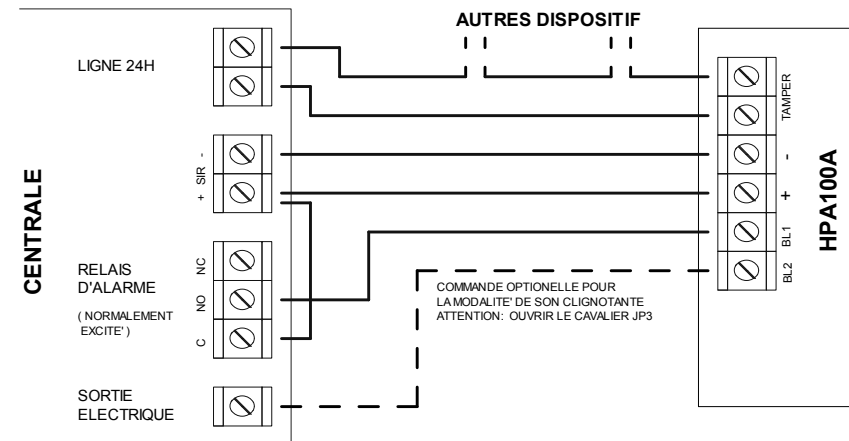 AUTRES DISPOSITIF
LIGNE 24H
TAMPER
- 
+ SIR -
+
CENTRALE
HPA100A
BL1
BL2
RELAIS
D'ALARME
( NORMALEMENT
EXCITE' )
NC
NO
C
COMMANDE OPTIONELLE POUR
LA MODALITE' DE SON CLIGNOTANTE
ATTENTION: OUVRIR LE CAVALIER JP3
SORTIE
ELECTRIQUE